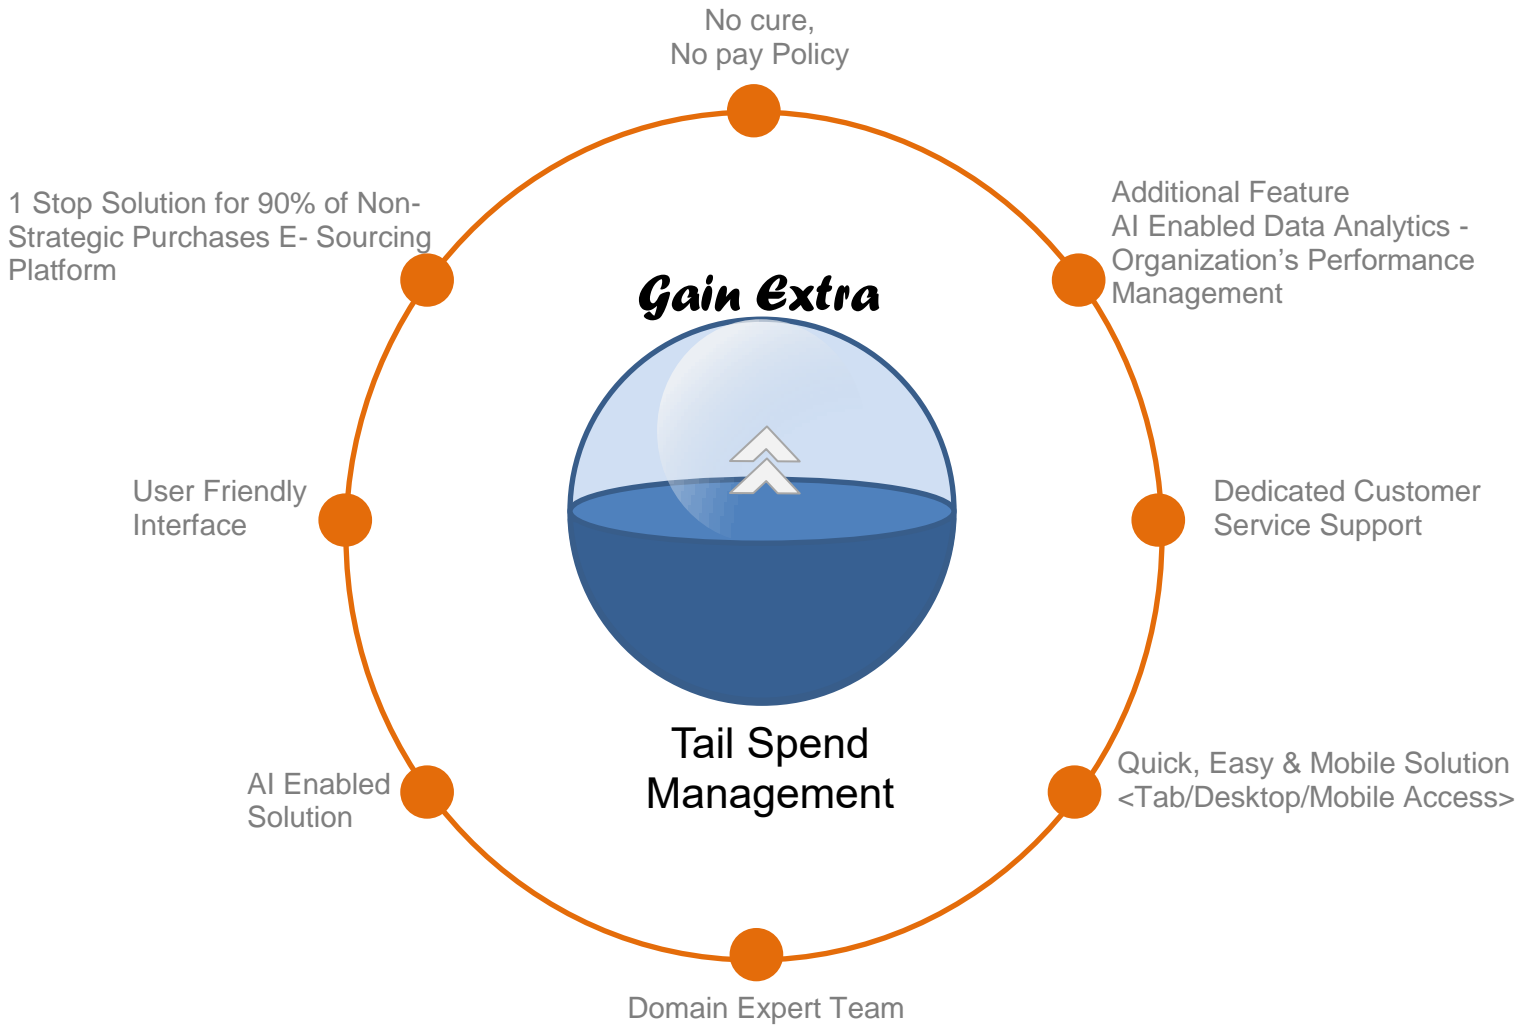 No cure,
No pay Policy
1 Stop Solution for 90% of Non-
Strategic Purchases E- Sourcing
Platform
Additional Feature
AI Enabled Data Analytics -
Organization’s Performance
Management
Gain Extra
User Friendly
Interface
Dedicated Customer
Service Support
Tail Spend
Management
AI Enabled
Solution
Quick, Easy & Mobile Solution
<Tab/Desktop/Mobile Access>
Domain Expert Team